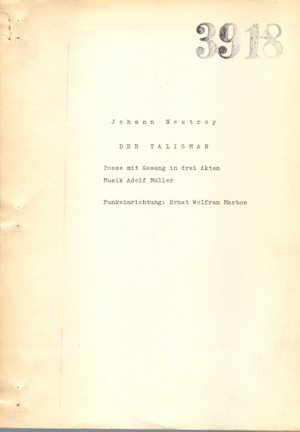 3918
Johann Nestroy
DER TALISMAN
Posse mit Gesang in drei Akten
Musik Adolf Müller
Funkeinrichtung: Ernst Wolfram Marboe